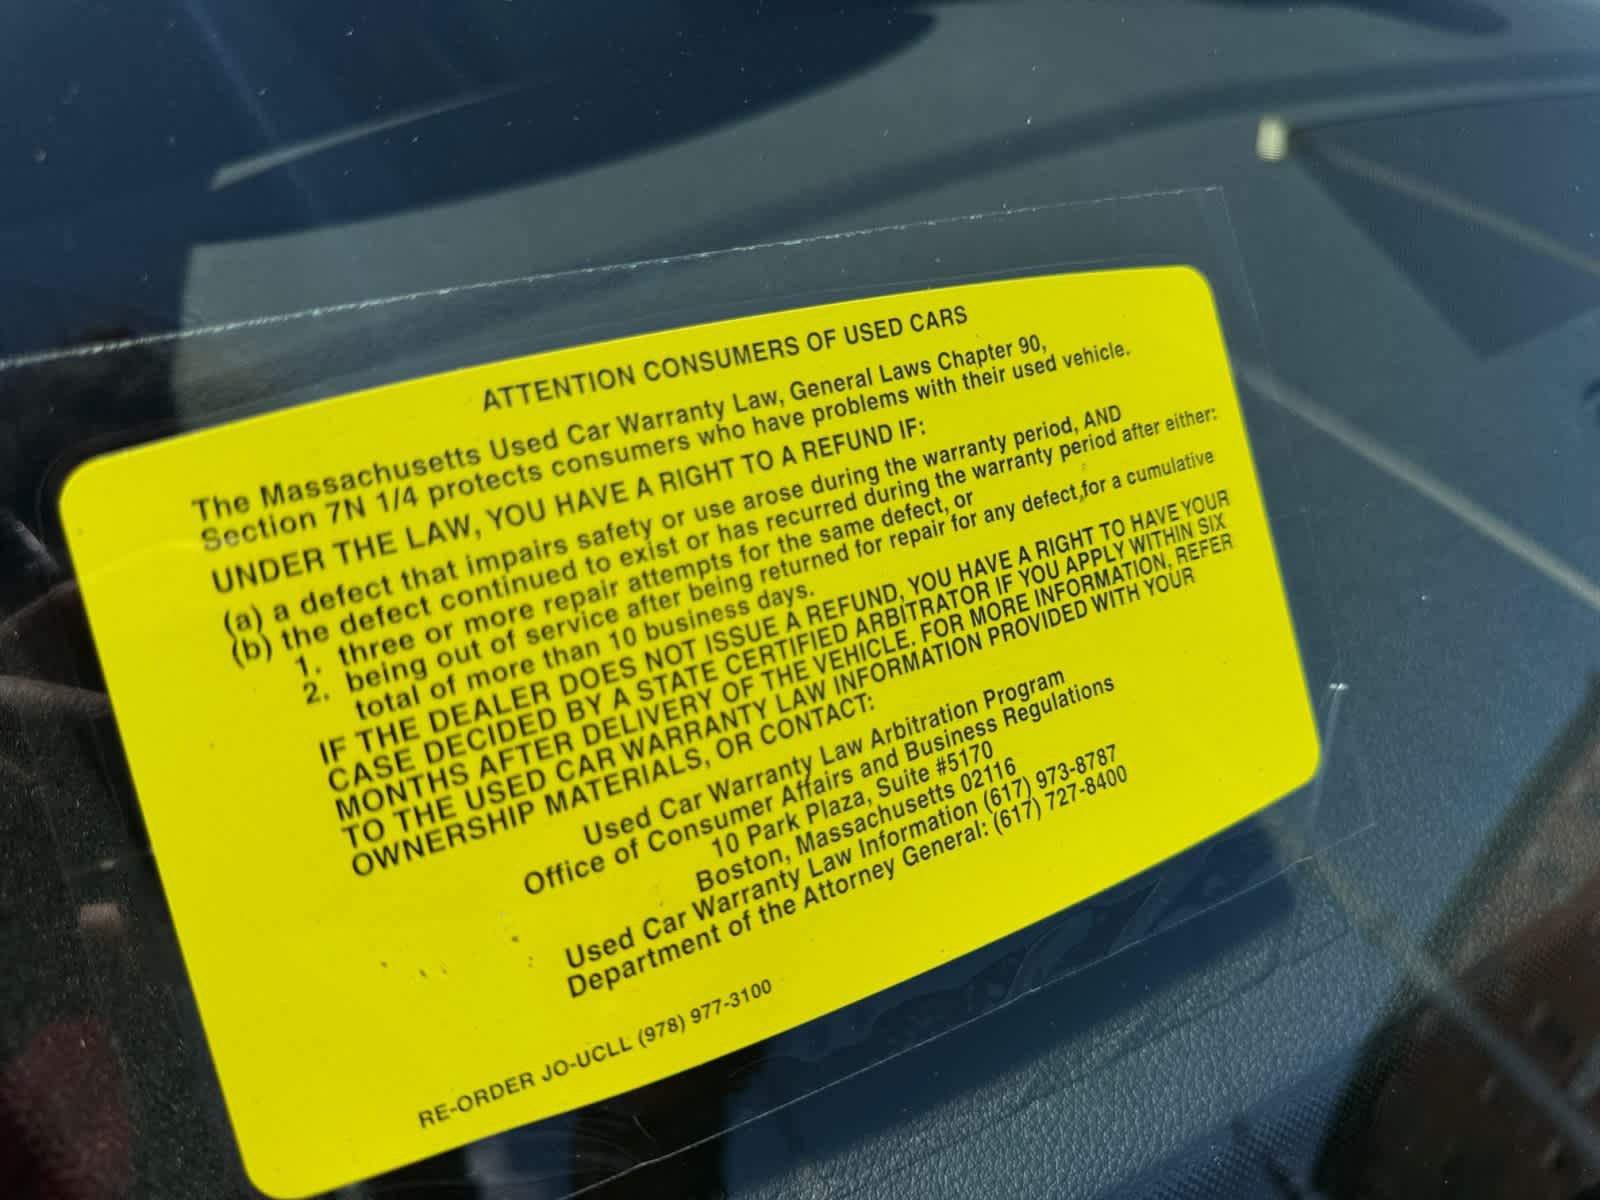 ATTENTION CONSUMERS OF USED CARS
The Massachusetts Used Car Warranty Law, General Laws Chapter 90,
Section 7N 1/4 protects consumers who have problems with their used vehicle.
UNDER THE LAW, YOU HAVE A RIGHT TO A REFUND IF:
(a) a defect that impairs safety or use arose during the warranty period, AND
(b) the defect continued to exist or has recurred during the warranty period after either:
1. three or more repair attempts for the same defect, or
2. being out of service after being returned for repair for any defect,for a cumulative
total of more than 10 business days.
IF THE DEALER DOES NOT ISSUE A REFUND, YOU HAVE A RIGHT TO HAVE YOUR
CASE DECIDED BY A STATE CERTIFIED ARBITRATOR IF YOU APPLY WITHIN SIX
MONTHS AFTER DELIVERY OF THE VEHICLE. FOR MORE INFORMATION, REFER
TO THE USED CAR WARRANTY LAW INFORMATION PROVIDED WITH YOUR
OWNERSHIP MATERIALS, OR CONTACT:
Used Car Warranty Law Arbitration Program
Office of Consumer Affairs and Business Regulations
10 Park Plaza, Suite #5170
Boston, Massachusetts 02116
Used Car Warranty Law Information (617) 973-8787
Department of the Attorney General: (617) 727-8400
RE-ORDER JO-UCLL (978) 977-3100